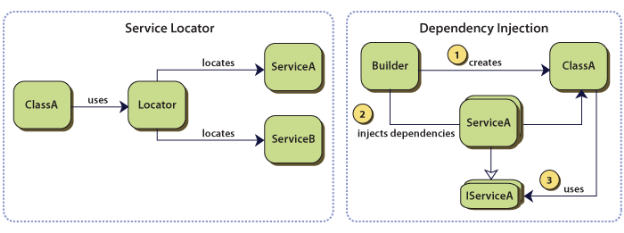 Service Locator
ClassA
uses
Locator
locates
ServiceA
locates
ServiceB
Dependency Injection
Builder
1
creates
ClassA
2
injects dependencies
ServiceA
IServiceA
3
uses